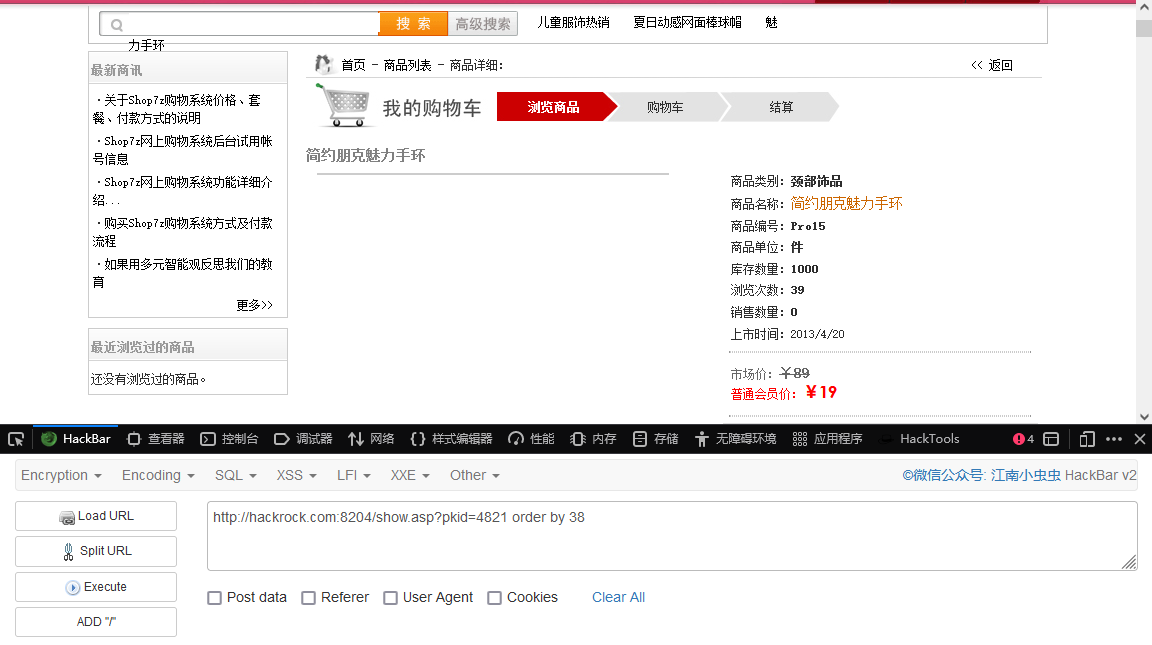 搜 索 高级搜索 儿童服饰热销 夏日动感网面棒球帽 魅
力手环
最新商讯
首页 - 商品列表 - 商品详细:
<< 返回
·关于Shop7z购物系统价格、套
餐、付款方式的说明
·Shop7z网上购物系统后台试用帐
号信息
·Shop7z网上购物系统功能详细介
绍...
·购买Shop7z购物系统方式及付款
流程
·如果用多元智能观反思我们的教
育
更多>>
最近浏览过的商品
还没有浏览过的商品。
我的购物车 浏览商品 购物车 结算
简约朋克魅力手环
商品类别: 颈部饰品
商品名称: 简约朋克魅力手环
商品编号: Pro15
商品单位: 件
库存数量: 1000
浏览次数: 39
销售数量: 0
上市时间: 2013/4/20
市场价: ￥89
普通会员价: ￥19
HackBar 查看器 控制台 调试器 网络 样式编辑器 性能 内存 存储 无障碍环境 应用程序 HackTools 4
Encryption Encoding SQL XSS LFI XXE Other ©微信公众号: 江南小虫虫 HackBar v2
Load URL
Split URL
Execute
ADD "/"
http://hackrock.com:8204/show.asp?pkid=4821 order by 38
Post data Referer User Agent Cookies Clear All